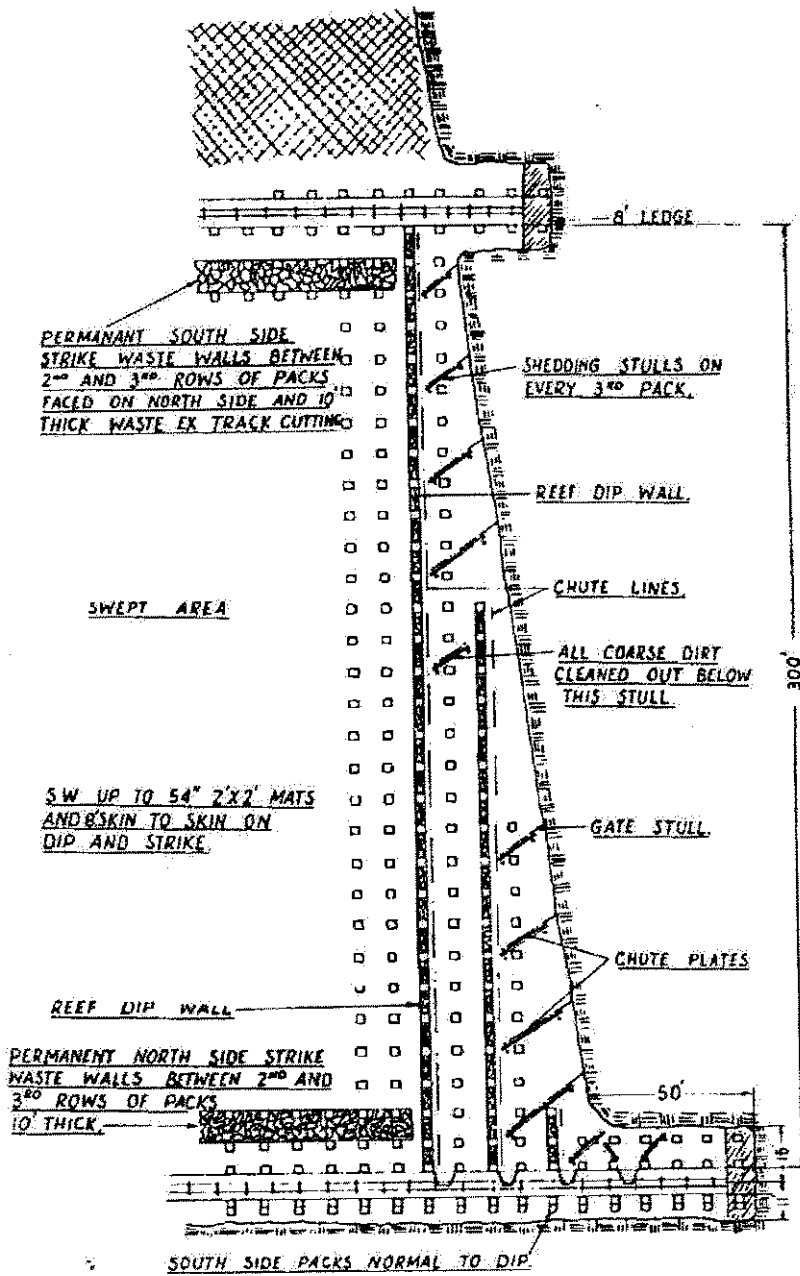 8' LEDGE
PERMANANT SOUTH SIDE
STRIKE WASTE WALLS BETWEEN
2ND AND 3RD. ROWS OF PACKS
FACED ON NORTH SIDE AND 10'
THICK WASTE EX TRACK CUTTING
SHEDDING STULLS ON
EVERY 3RD PACK.
REEF DIP WALL.
CHUTE LINES.
SWEPT AREA
ALL COARSE DIRT
CLEANED OUT BELOW
THIS STULL.
300'
SW UP TO 54" 2'X2' MATS
AND 8'SKIN TO SKIN ON
DIP AND STRIKE.
GATE STULL.
CHUTE PLATES
REEF DIP WALL
PERMANENT NORTH SIDE STRIKE
WASTE WALLS BETWEEN 2ND AND
3RD ROWS OF PACKS
10' THICK.
50'
SOUTH SIDE PACKS NORMAL TO DIP.